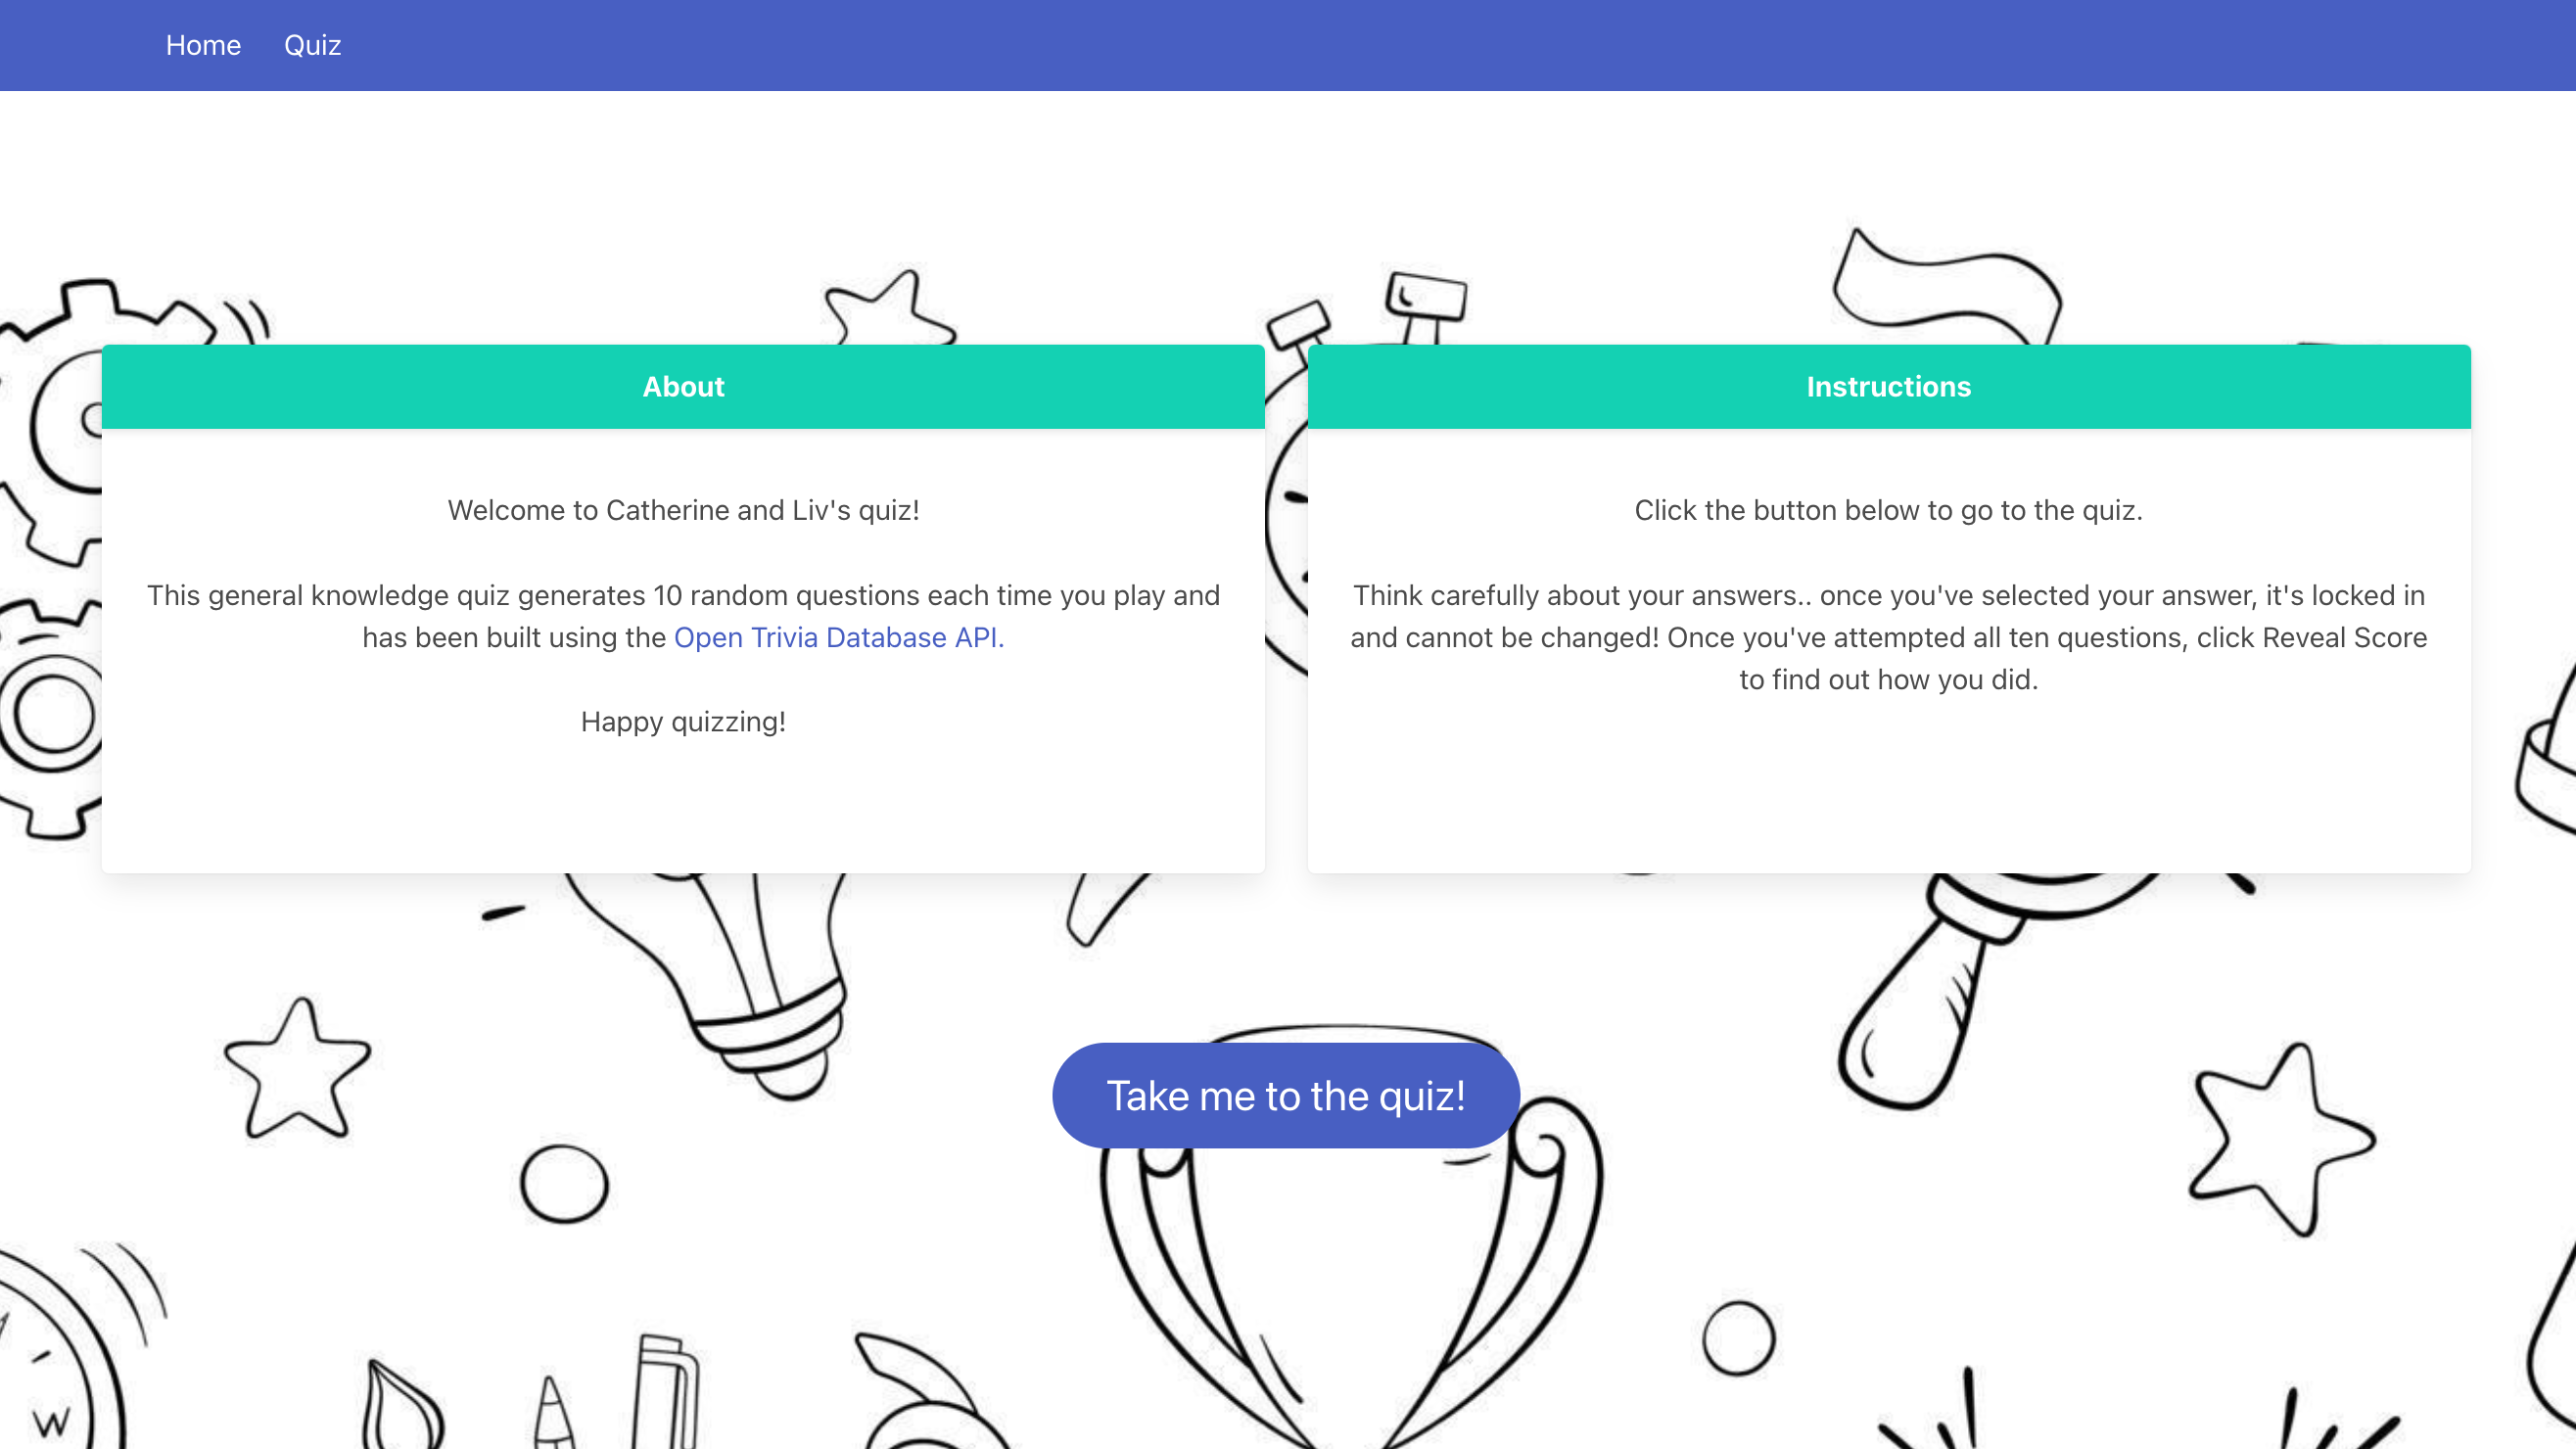 Home Quiz
About
Welcome to Catherine and Liv's quiz!
This general knowledge quiz generates 10 random questions each time you play and
has been built using the Open Trivia Database API.
Happy quizzing!
Instructions
Click the button below to go to the quiz.
Think carefully about your answers.. once you've selected your answer, it's locked in
and cannot be changed! Once you've attempted all ten questions, click Reveal Score
to find out how you did.
Take me to the quiz!
W